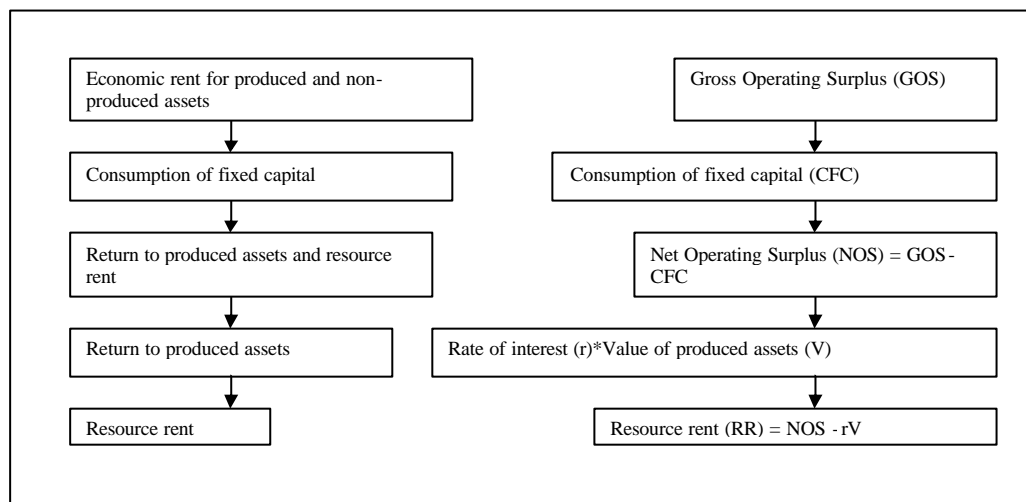 Economic rent for produced and non-
produced assets
Gross Operating Surplus (GOS)
Consumption of fixed capital
Consumption of fixed capital (CFC)
Return to produced assets and resource
rent
Net Operating Surplus (NOS) = GOS -
CFC
Return to produced assets
Rate of interest (r)*Value of produced assets (V)
Resource rent
Resource rent (RR) = NOS - rV